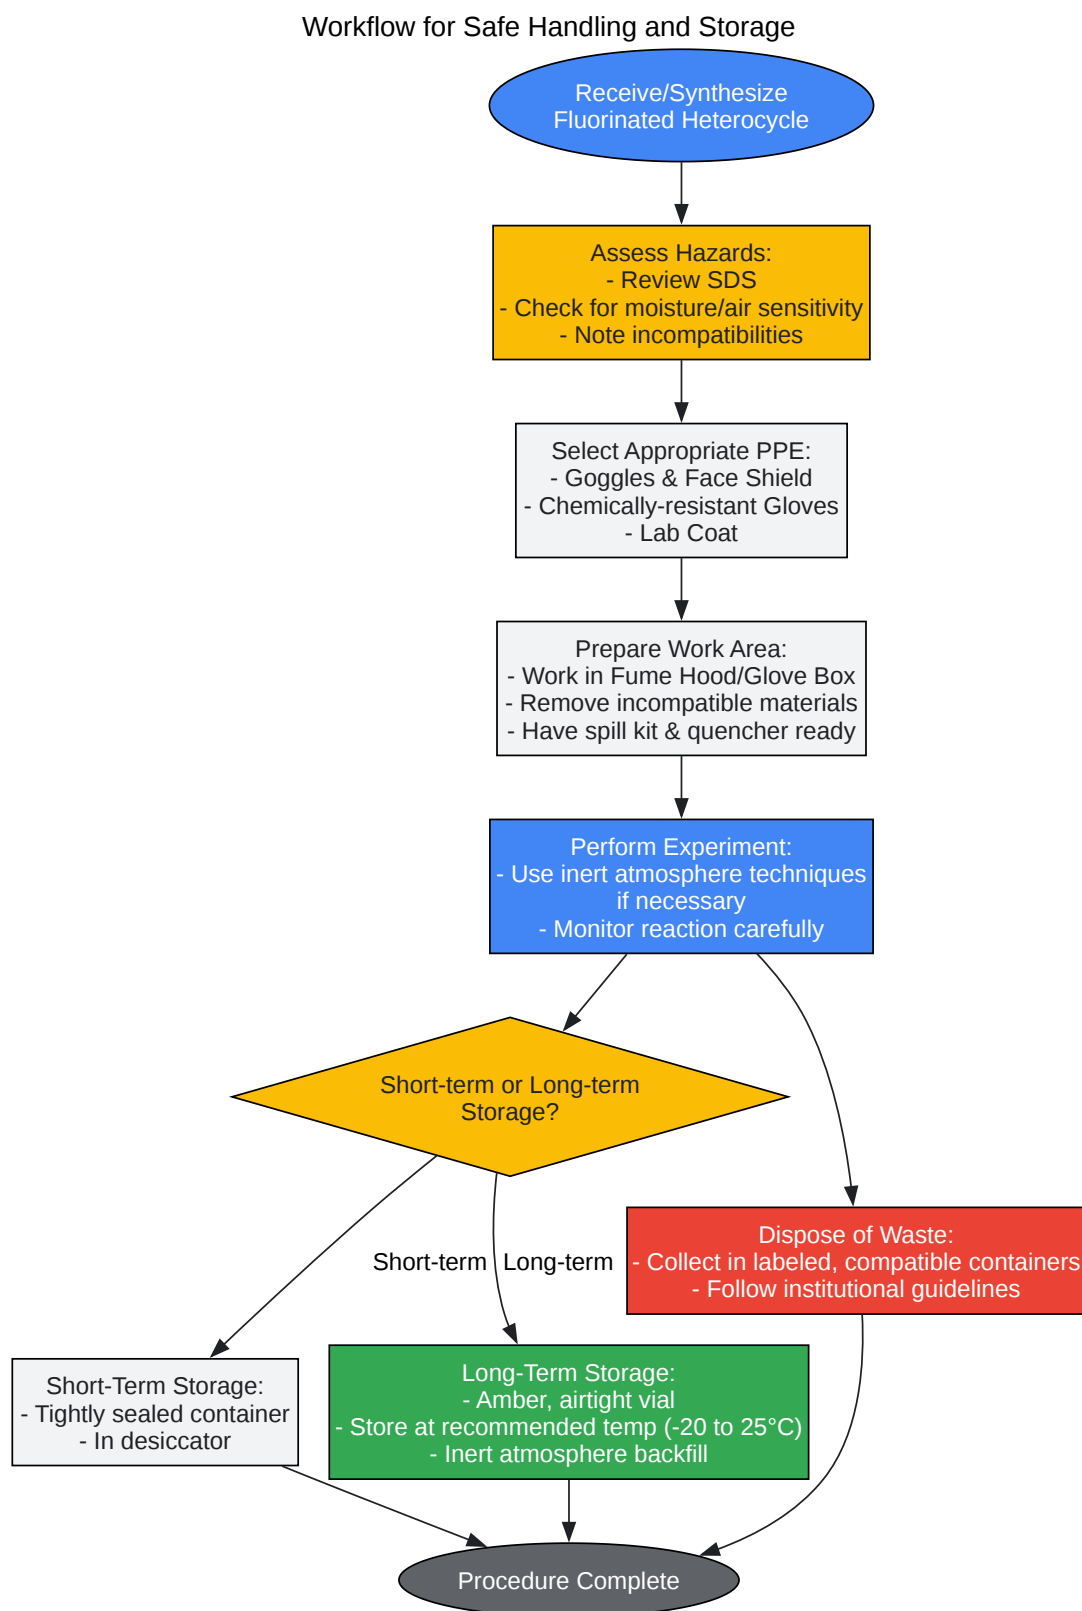 Workflow for Safe Handling and Storage
Receive/Synthesize
Fluorinated Heterocycle
Assess Hazards:
- Review SDS
- Check for moisture/air sensitivity
- Note incompatibilities
Select Appropriate PPE:
- Goggles & Face Shield
- Chemically-resistant Gloves
- Lab Coat
Prepare Work Area:
- Work in Fume Hood/Glove Box
- Remove incompatible materials
- Have spill kit & quencher ready
Perform Experiment:
- Use inert atmosphere techniques
if necessary
- Monitor reaction carefully
Short-term or Long-term
Storage?
Short-term
Long-term
Dispose of Waste:
- Collect in labeled, compatible containers
- Follow institutional guidelines
Short-Term Storage:
- Tightly sealed container
- In desiccator
Long-Term Storage:
- Amber, airtight vial
- Store at recommended temp (-20 to 25°C)
- Inert atmosphere backfill
Procedure Complete